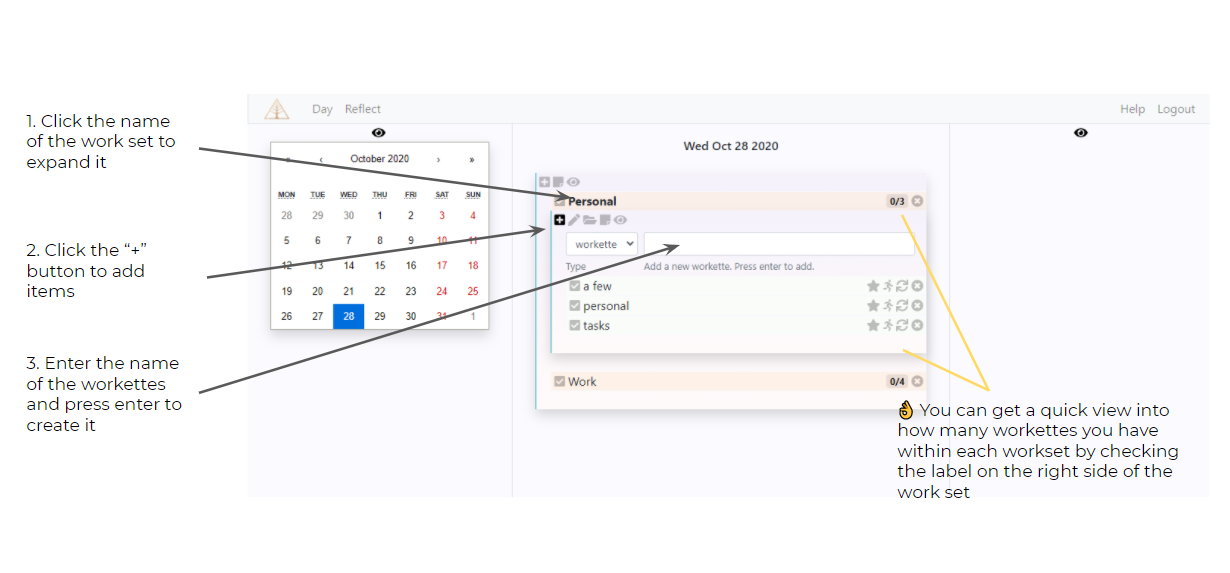 1. Click the name
of the work set to
expand it
2. Click the “+”
button to add
items
3. Enter the name
of the workettes
and press enter to
create it
Day Reflect
Help Logout
« ‹ October 2020 › »
MON TUE WED THU FRI SAT SUN
28 29 30 1 2 3 4
5 6 7 8 9 10 11
12 13 14 15 16 17 18
19 20 21 22 23 24 25
26 27 28 29 30 31 1
Wed Oct 28 2020
Personal 0/3
workette
Type Add a new workette. Press enter to add.
a few
personal
tasks
Work 0/4
👌 You can get a quick view into
how many workettes you have
within each workset by checking
the label on the right side of the
work set